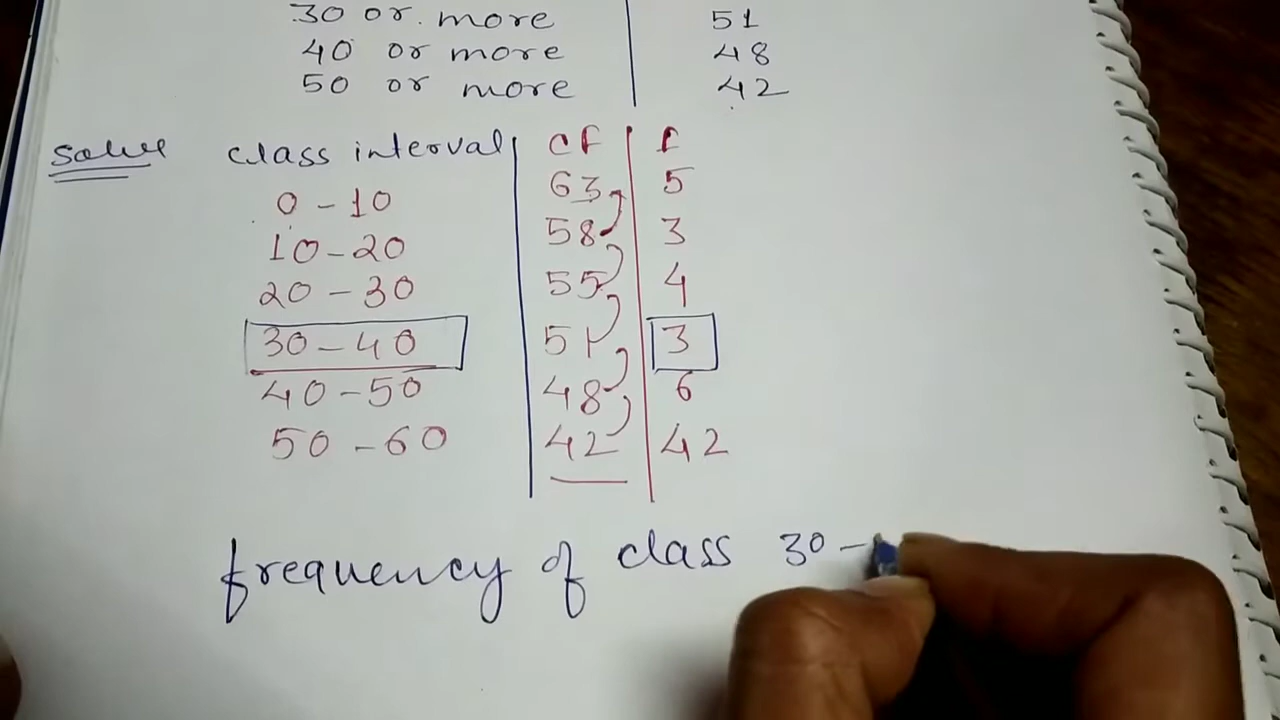 30 or more 51
40 or more 48
50 or more 42
Solve class interval cf f
0-10 63 5
10-20 58 3
20-30 55 4
30-40 51 3
40-50 48 6
50-60 42 42
frequency of class 30-